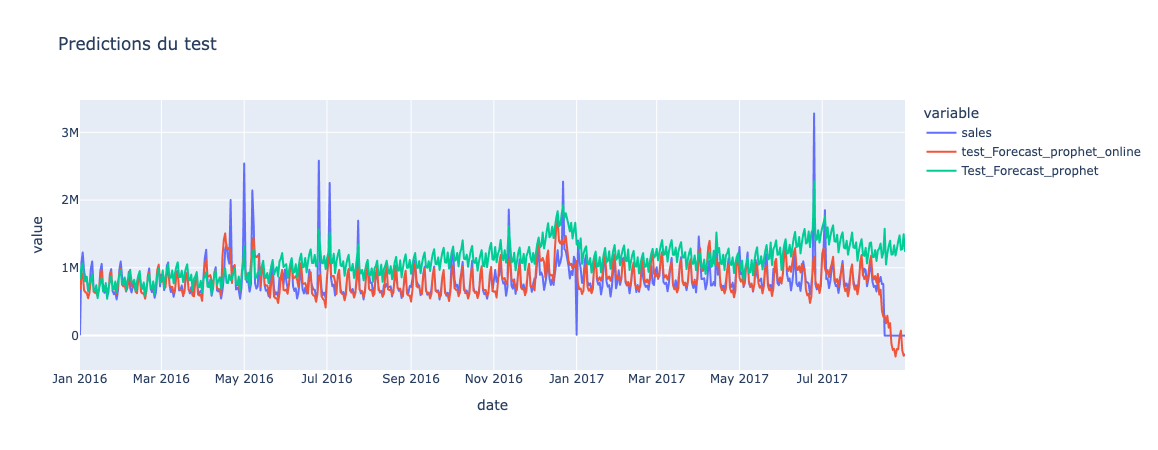 Predictions du test
variable
sales
test_Forecast_prophet_online
Test_Forecast_prophet
value
3M
2M
1M
0
Jan 2016
Mar 2016
May 2016
Jul 2016
Sep 2016
Nov 2016
Jan 2017
Mar 2017
May 2017
Jul 2017
date